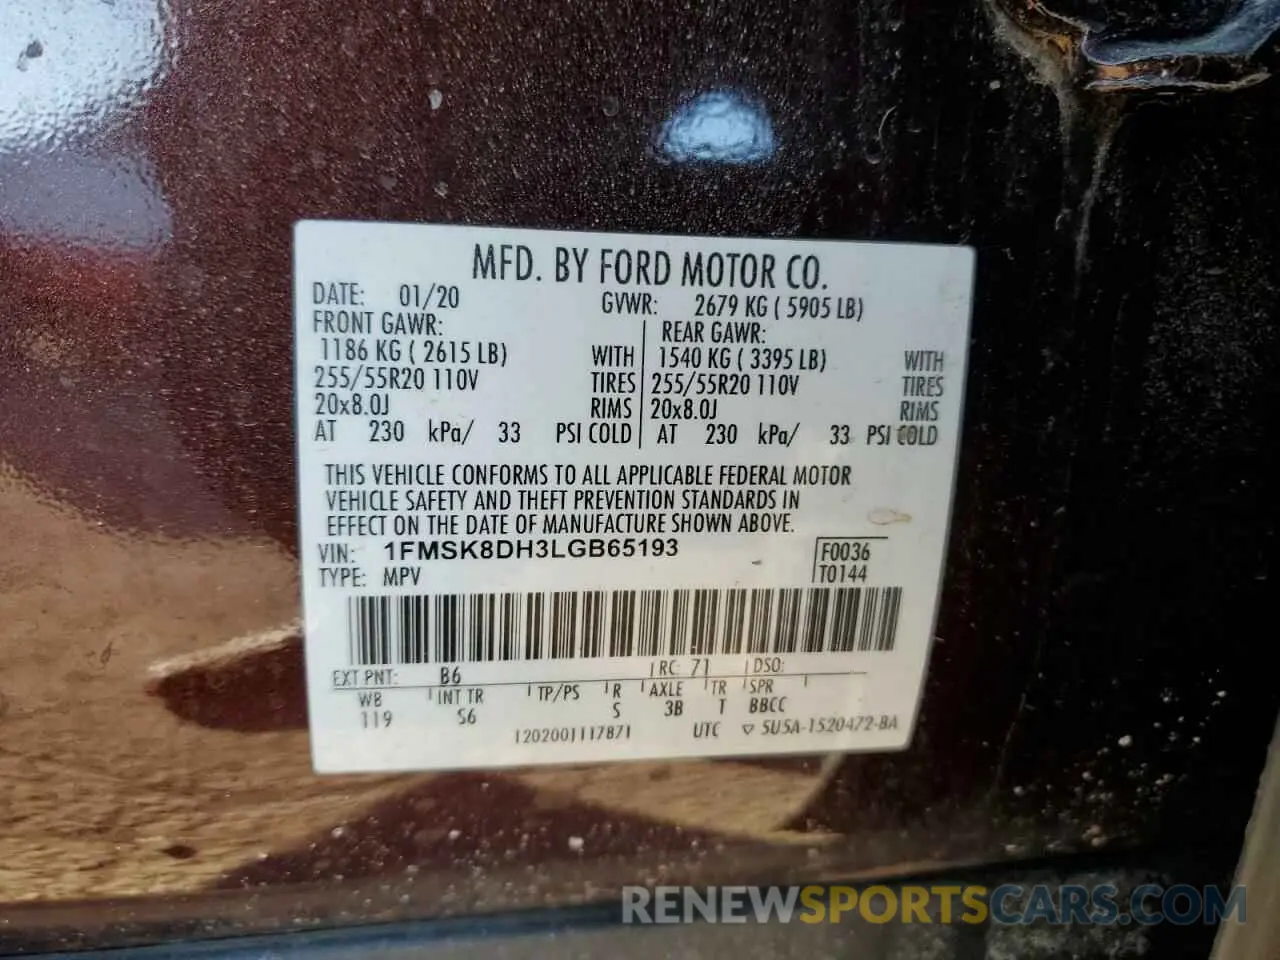 MFD. BY FORD MOTOR CO.
DATE: 01/20 GVWR: 2679 KG ( 5905 LB)
FRONT GAWR: REAR GAWR:
1186 KG ( 2615 LB) WITH 1540 KG ( 3395 LB) WITH
255/55R20 110V TIRES 255/55R20 110V TIRES
20x8.0J RIMS 20x8.0J RIMS
AT 230 kPa/ 33 PSI COLD AT 230 kPa/ 33 PSI COLD
THIS VEHICLE CONFORMS TO ALL APPLICABLE FEDERAL MOTOR
VEHICLE SAFETY AND THEFT PREVENTION STANDARDS IN
EFFECT ON THE DATE OF MANUFACTURE SHOWN ABOVE.
VIN: 1FMSK8DH3LGB65193 F0036
TYPE: MPV T0144
EXT PNT: B6 RC: 71 DSO:
WB INT TR TP/PS R AXLE TR SPR
119 S6 S 3B T BBCC
1202001117871 UTC ▽ 5U5A-1520472-BA
RENEWSPORTSCARS.COM